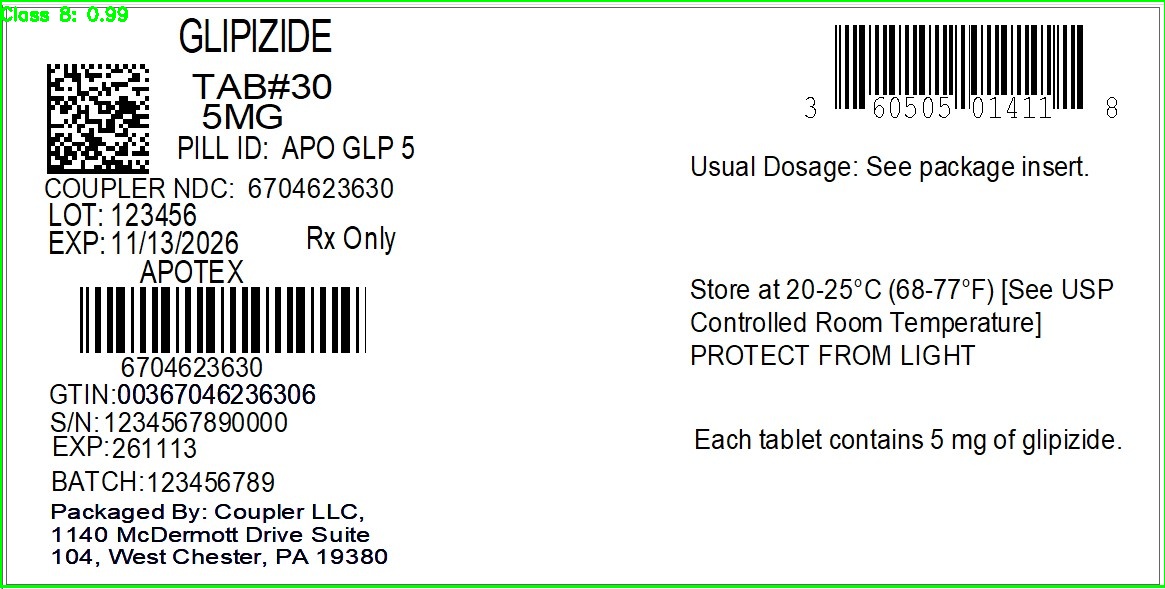 Class 8: 0.99
GLIPIZIDE
TAB#30
5MG
PILL ID: APO GLP 5
COUPLER NDC: 6704623630
LOT: 123456
EXP: 11/13/2026
Rx Only
APOTEX
6704623630
GTIN:00367046236306
S/N:1234567890000
EXP:261113
BATCH:123456789
Packaged By: Coupler LLC,
1140 McDermott Drive Suite
104, West Chester, PA 19380
3 60505 01411 8
Usual Dosage: See package insert.
Store at 20-25°C (68-77°F) [See USP
Controlled Room Temperature]
PROTECT FROM LIGHT
Each tablet contains 5 mg of glipizide.